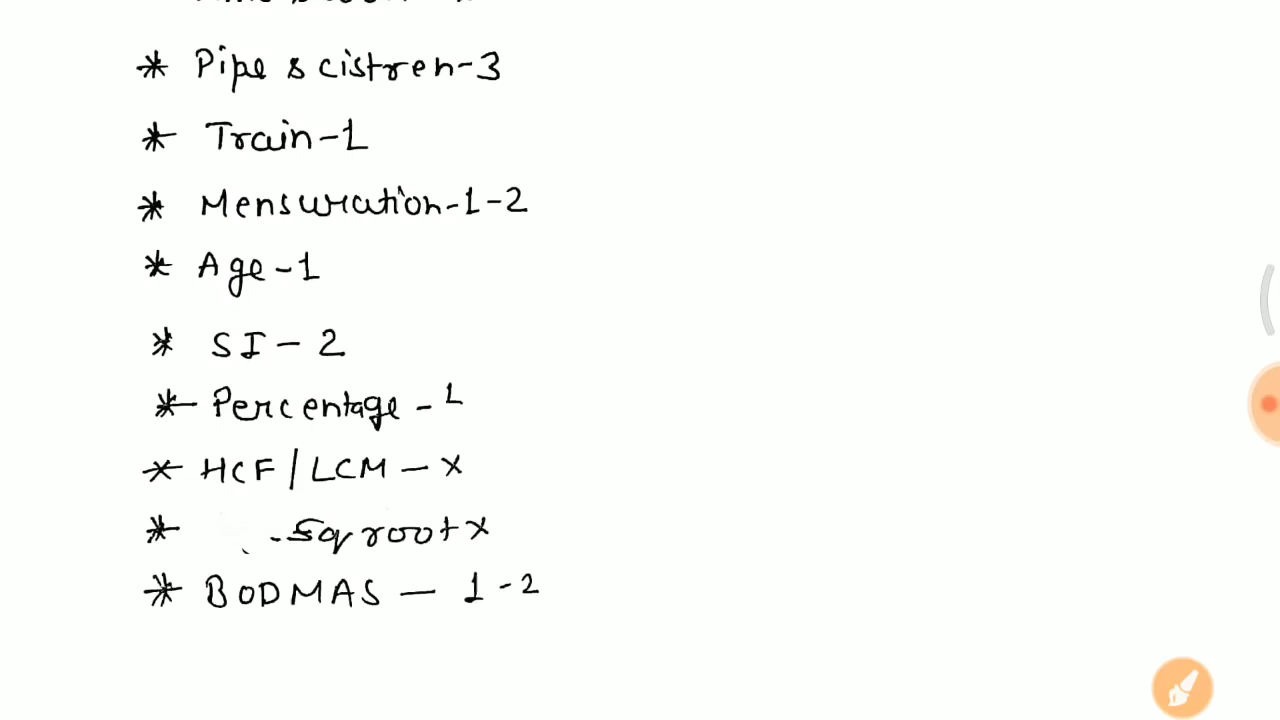 * Pipe & cistren-3
* Train-1
* Mensuration-1-2
* Age-1
* SI-2
* Percentage-1
* HCF/LCM-x
* Sq root x
* BODMAS-1-2